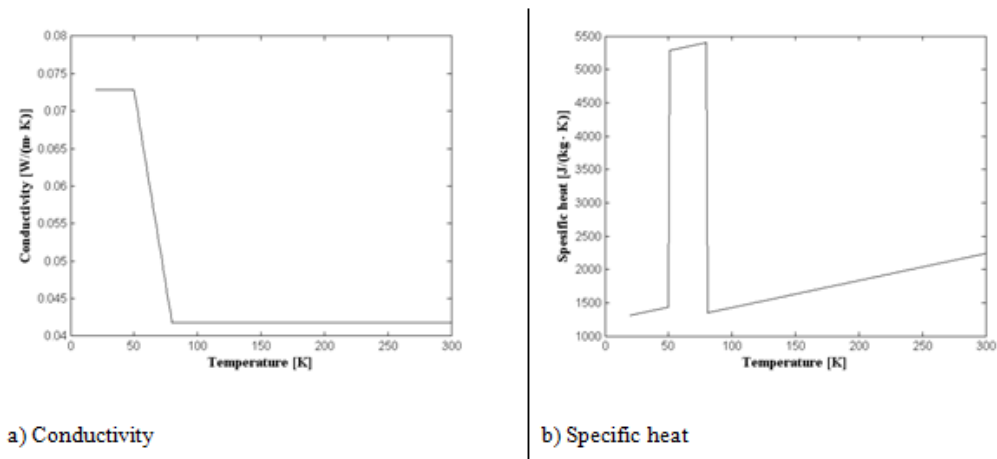 0.08
0.075
0.07
0.065
0.06
0.055
0.05
0.045
0.04
Conductivity [W/(m· K)]
0 50 100 150 200 250 300
Temperature [K]
a) Conductivity
5500
5000
4500
4000
3500
3000
2500
2000
1500
1000
Spesific heat [J/(kg · K)]
0 50 100 150 200 250 300
Temperature [K]
b) Specific heat